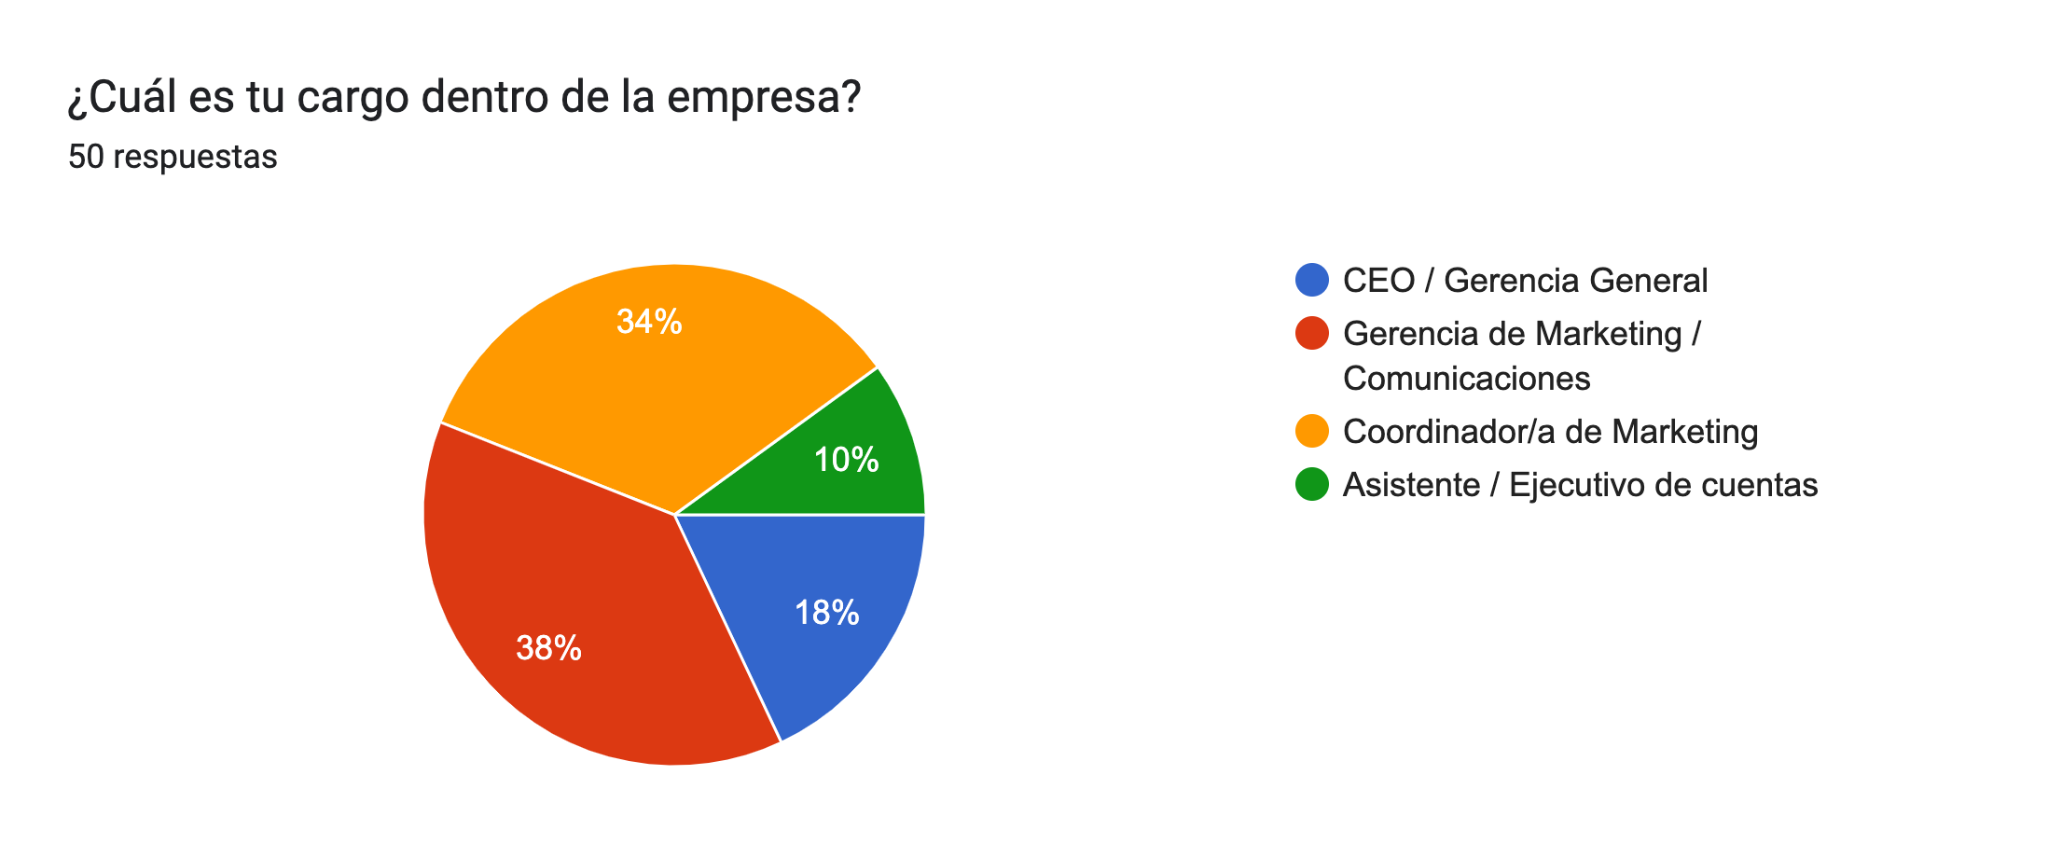 ¿Cuál es tu cargo dentro de la empresa?
50 respuestas
34%
10%
18%
38%
CEO / Gerencia General
Gerencia de Marketing /
Comunicaciones
Coordinador/a de Marketing
Asistente / Ejecutivo de cuentas